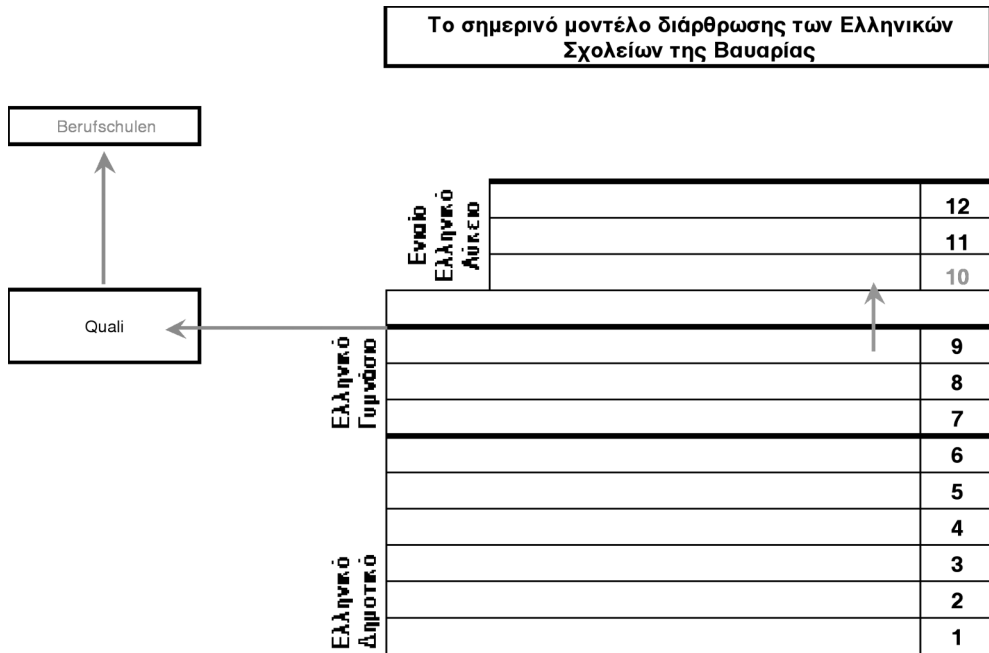 Το σημερινό μοντέλο διάρθρωσης των Ελληνικών
Σχολείων της Βαυαρίας
Berufschulen
Ενιαίο
Ελληνικό
Λύκειο
12
11
10
Quali
Ελληνικό
Γυμνάσιο
9
8
7
6
5
4
Ελληνικό
Δημοτικό
3
2
1